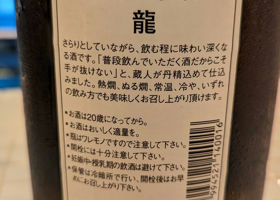 龍
さらりとしていながら、飲む程に味わい深くな
る酒です。「普段飲んでいただく酒だからこそ
手が抜けない」と、蔵人が丹精込めて仕込
みました。熱燗、ぬる燗、常温、冷や、いずれ
の飲み方でも美味しくお召し上がり頂けます。
*お酒は20歳になってから。
*お酒はおいしく適量を。
*瓶はワレモノですので注意して下さい。
*開栓には十分注意して下さい。
*妊娠中や授乳期の飲酒は避けて下さい。
*保管は冷暗所で行い、開栓後はお早
めにお召し上がり下さい。